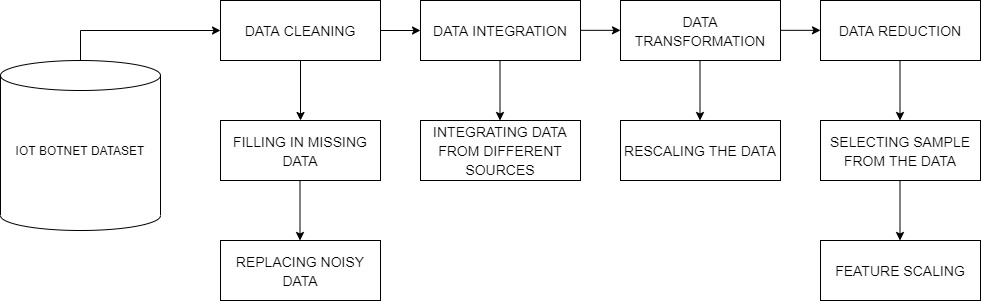 DATA CLEANING
DATA INTEGRATION
DATA
TRANSFORMATION
DATA REDUCTION
IOT BOTNET DATASET
FILLING IN MISSING
DATA
INTEGRATING DATA
FROM DIFFERENT
SOURCES
RESCALING THE DATA
SELECTING SAMPLE
FROM THE DATA
REPLACING NOISY
DATA
FEATURE SCALING